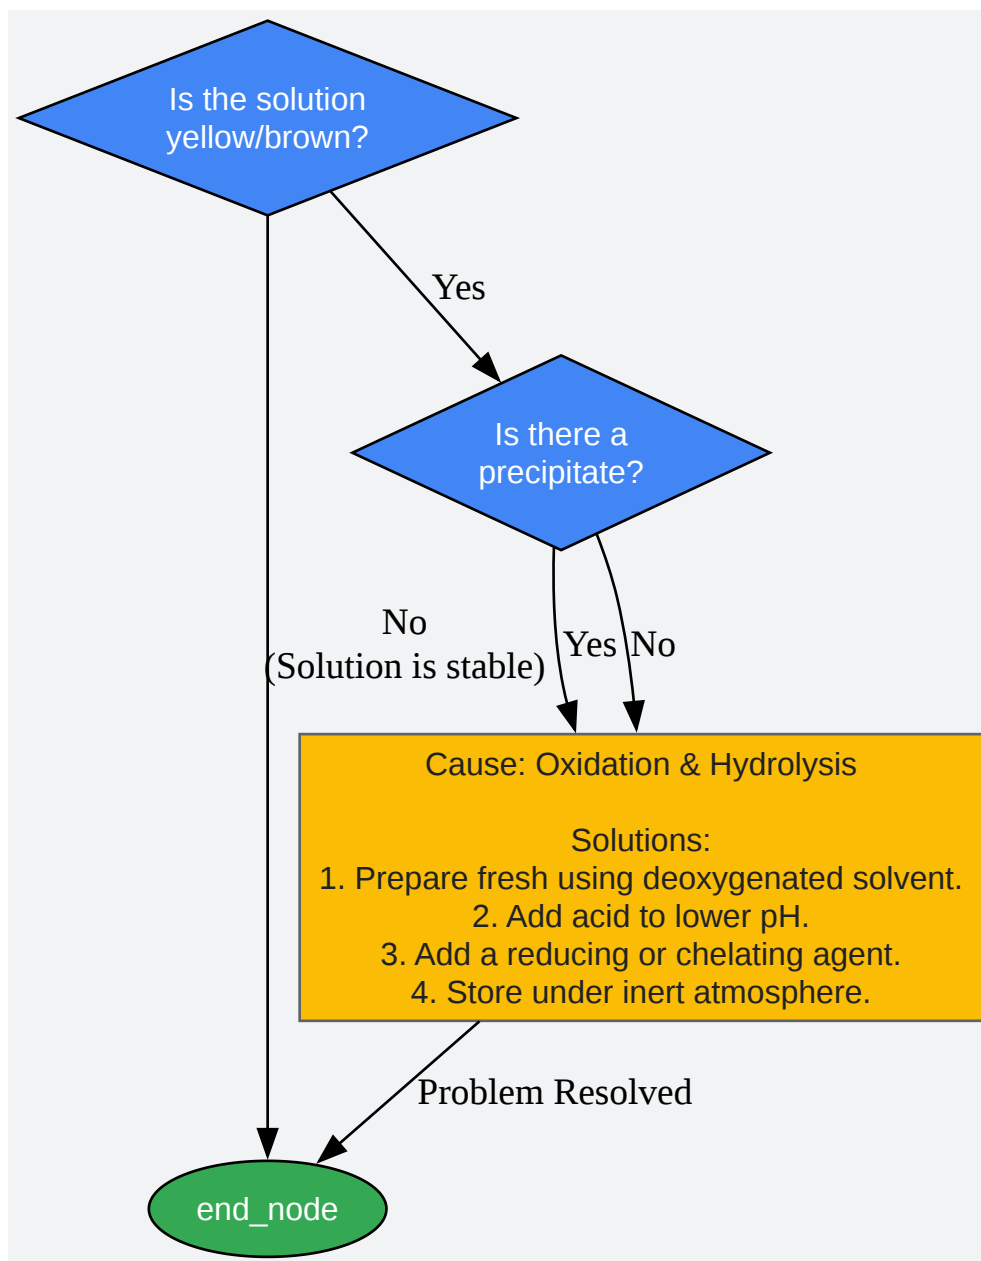 Is the solution
yellow/brown?
Yes
Is there a
precipitate?
No
(Solution is stable)
Yes
No
Cause: Oxidation & Hydrolysis
Solutions:
1. Prepare fresh using deoxygenated solvent.
2. Add acid to lower pH.
3. Add a reducing or chelating agent.
4. Store under inert atmosphere.
Problem Resolved
end_node